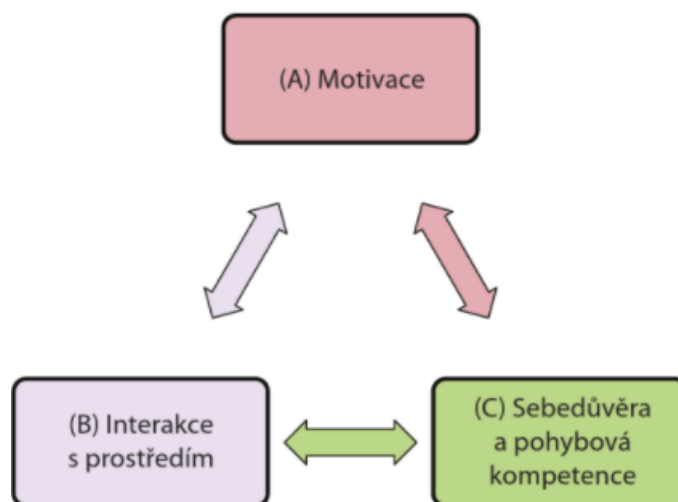 (A) Motivace
(B) Interakce
s prostředím
(C) Sebedůvěra
a pohybová
kompetence